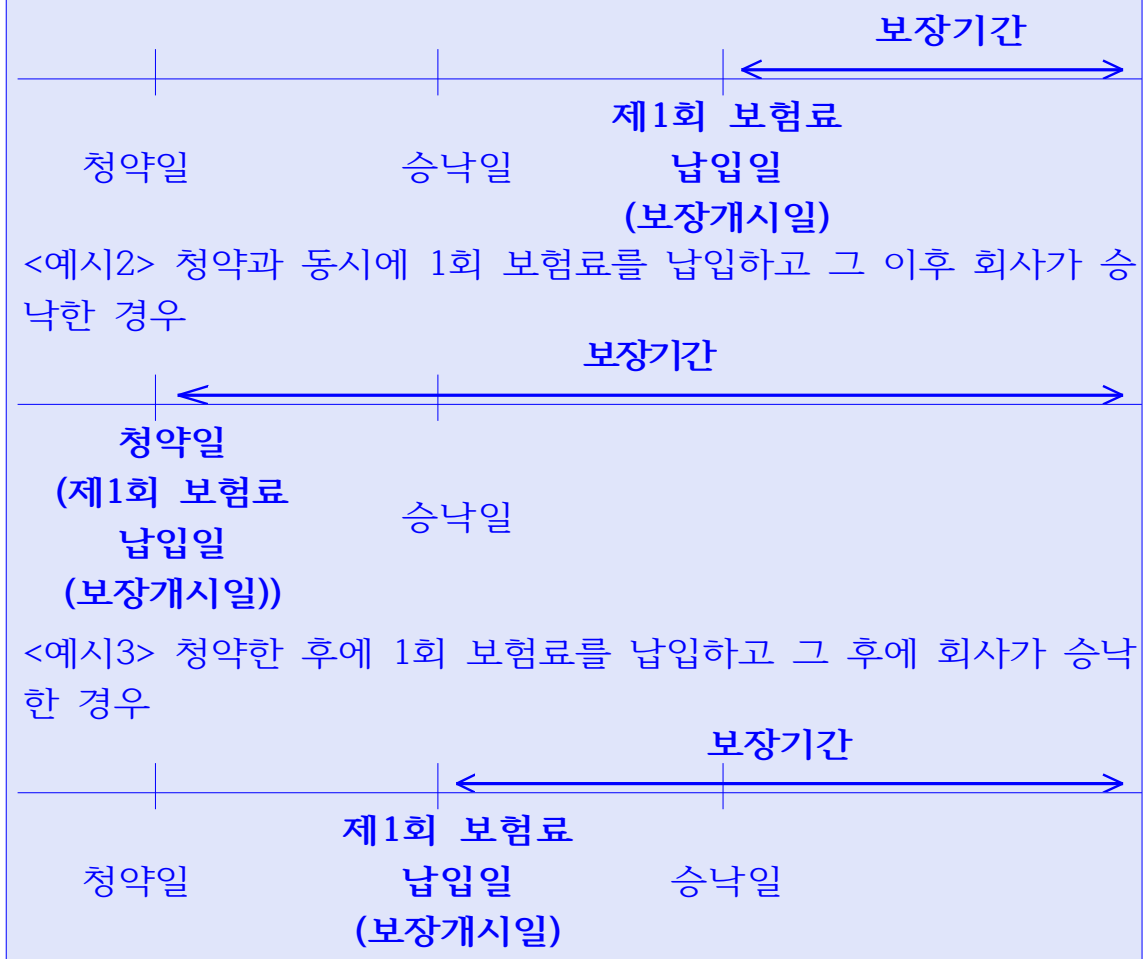 보장기간
제1회 보험료
청약일 승낙일 납입일
(보장개시일)
<예시2> 청약과 동시에 1회 보험료를 납입하고 그 이후 회사가 승
낙한 경우
보장기간
청약일
(제1회 보험료
승낙일
납입일
(보장개시일))
<예시3> 청약한 후에 1회 보험료를 납입하고 그 후에 회사가 승낙
한 경우
보장기간
제1회 보험료
청약일 납입일 승낙일
(보장개시일)